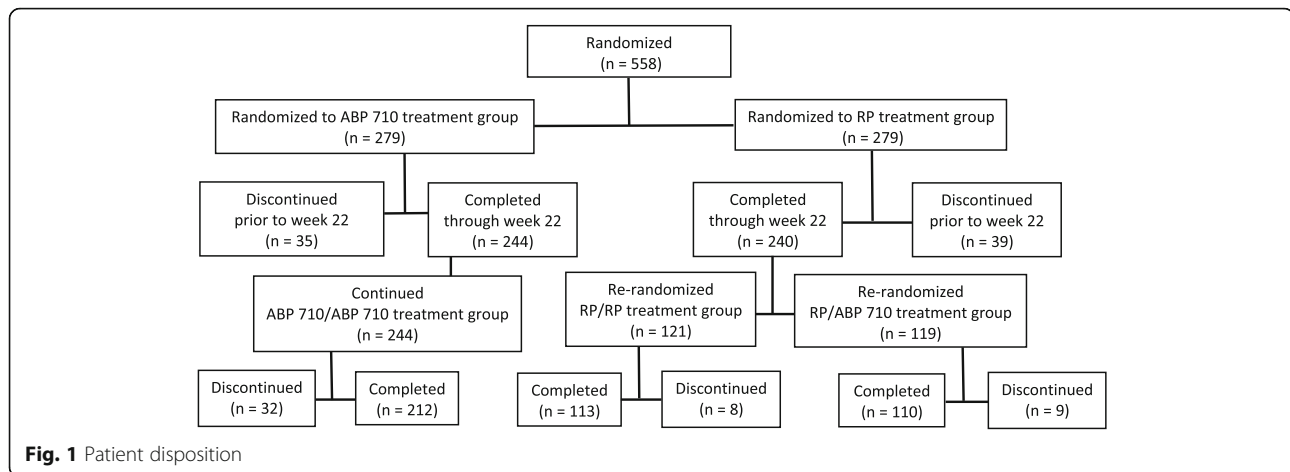 Randomized
(n = 558)
Randomized to ABP 710 treatment group
(n = 279)
Randomized to RP treatment group
(n = 279)
Discontinued
prior to week 22
(n = 35)
Completed
through week 22
(n = 244)
Completed
through week 22
(n = 240)
Discontinued
prior to week 22
(n = 39)
Continued
ABP 710/ABP 710 treatment group
(n = 244)
Re-randomized
RP/RP treatment group
(n = 121)
Re-randomized
RP/ABP 710 treatment group
(n = 119)
Discontinued
(n = 32)
Completed
(n = 212)
Completed
(n = 113)
Discontinued
(n = 8)
Completed
(n = 110)
Discontinued
(n = 9)
Fig. 1 Patient disposition